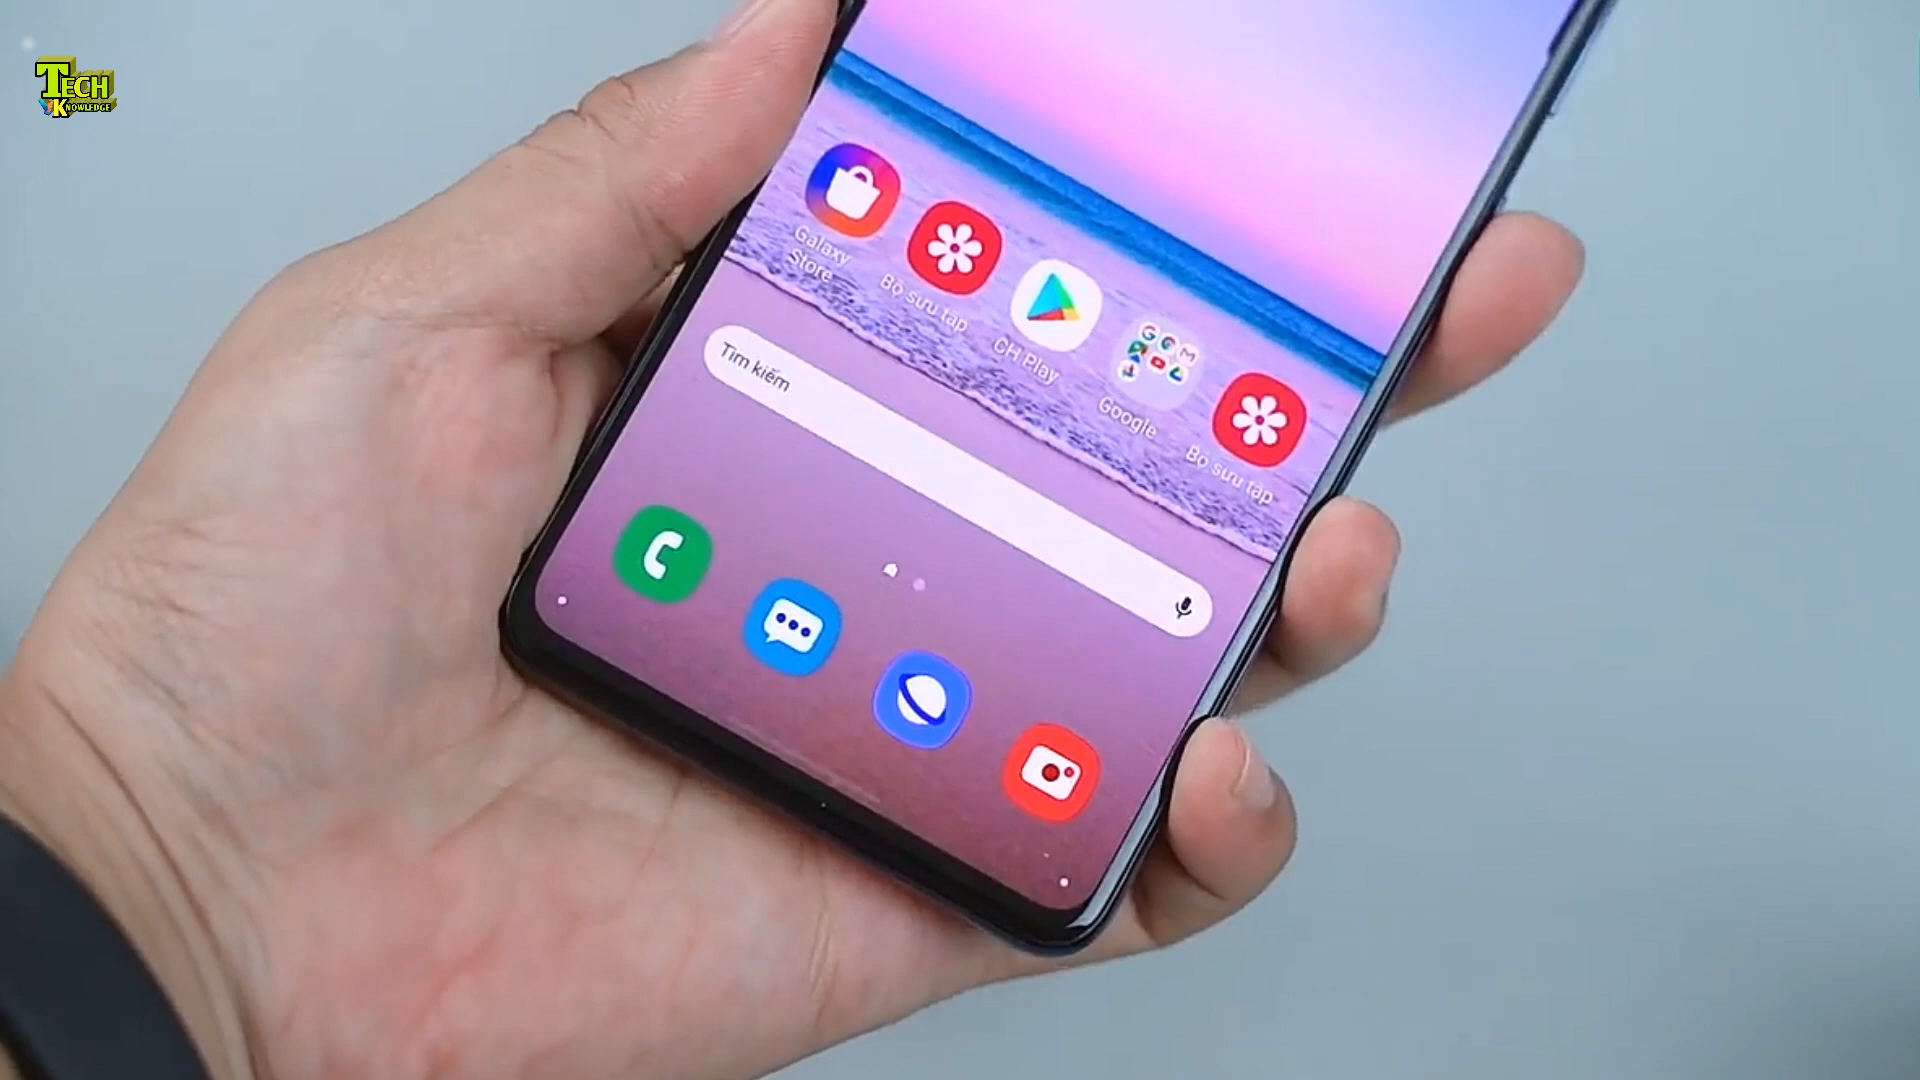 TECH
KNOWLEDGE
Galaxy
Store
Bộ sưu tập
CH Play
Google
Bộ sưu tập
Tìm kiếm